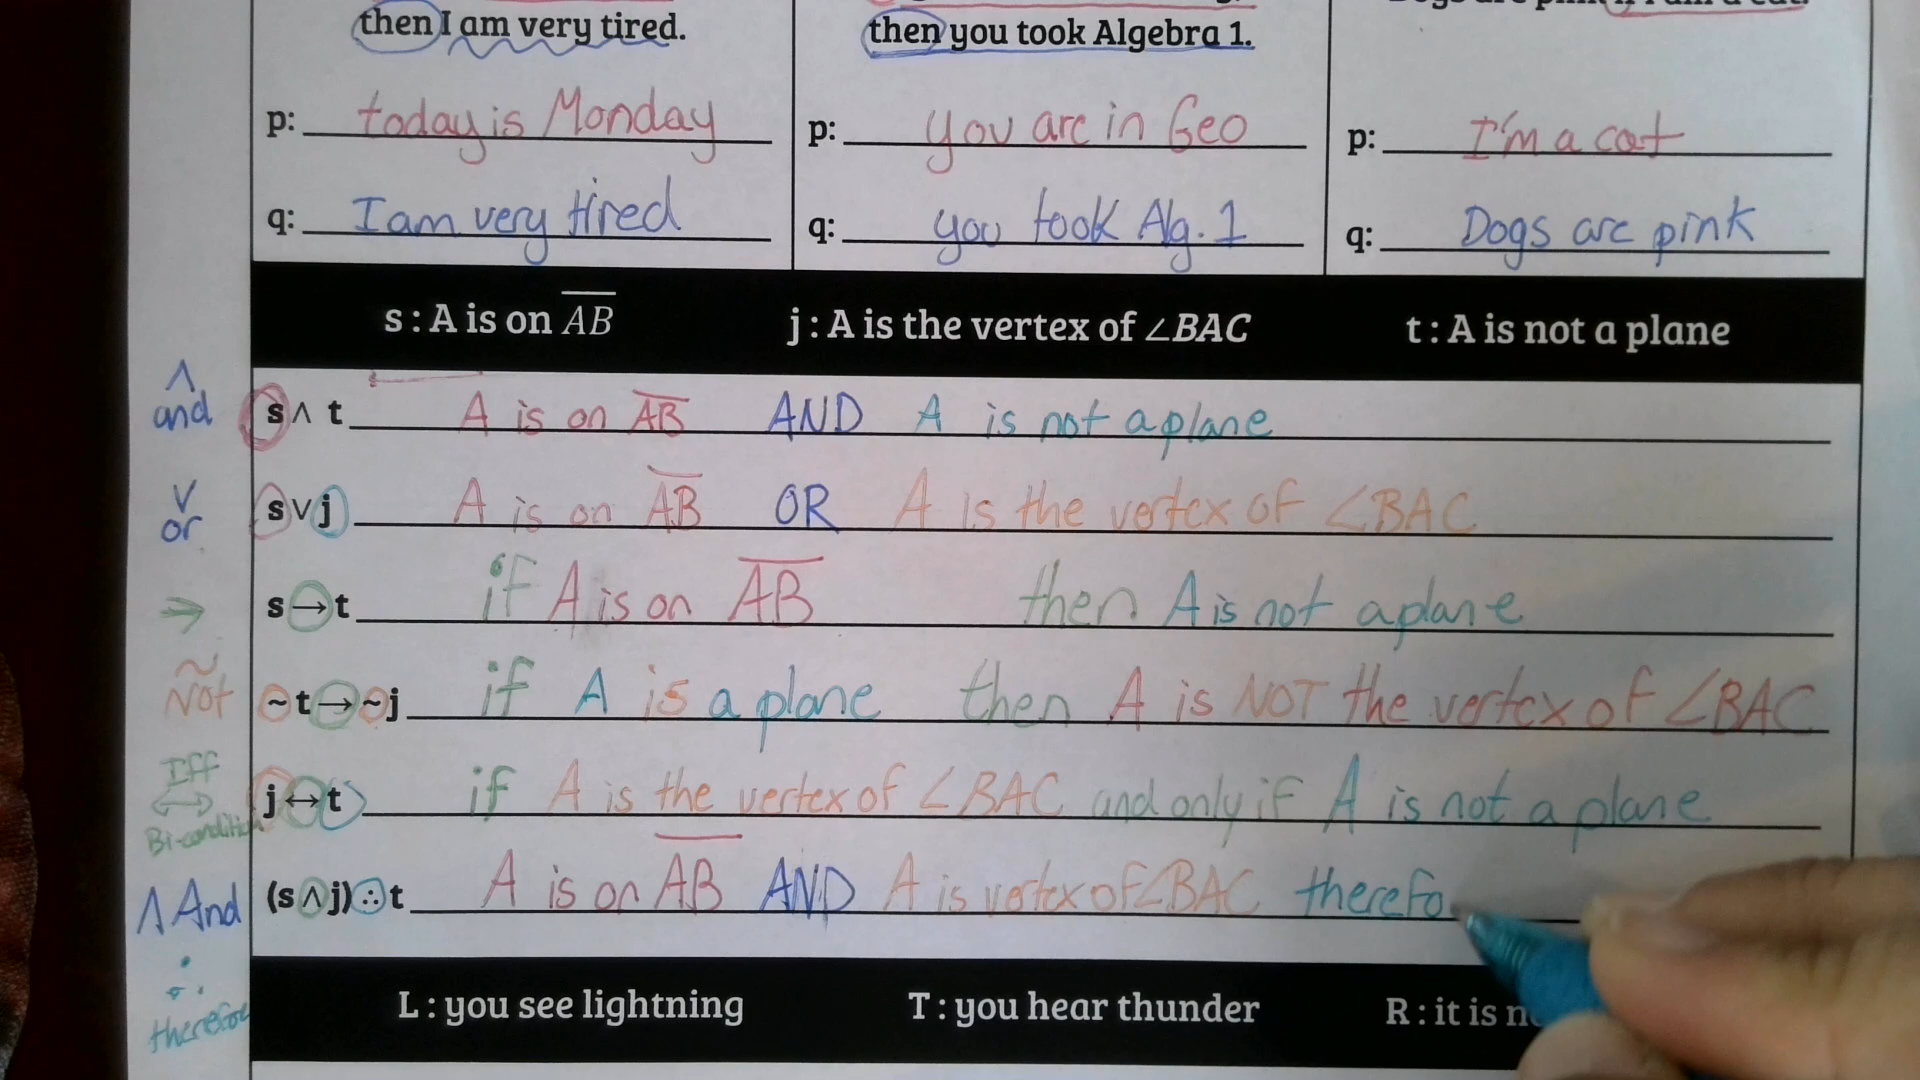 then I am very tired.
then you took Algebra 1.
p: today is Monday
p: you are in Geo
p: I'm a cat
q: I am very tired
q: you took Alg. 1
q: Dogs are pink
s : A is on AB
j : A is the vertex of ∠BAC
t : A is not a plane
∧
and
s ∧ t A is on AB AND A is not a plane
∨
or
s ∨ j A is on AB OR A is the vertex of ∠BAC
→
s → t if A is on AB then A is not a plane
~
Not
~t → ~j if A is a plane then A is NOT the vertex of ∠BAC
Iff
↔
Bi-condition
j ↔ t if A is the vertex of ∠BAC and only if A is not a plane
∧ And
(s ∧ j) ∴ t A is on AB AND A is vertex of ∠BAC therefo
∴
therefore
L : you see lightning
T : you hear thunder
R : it is